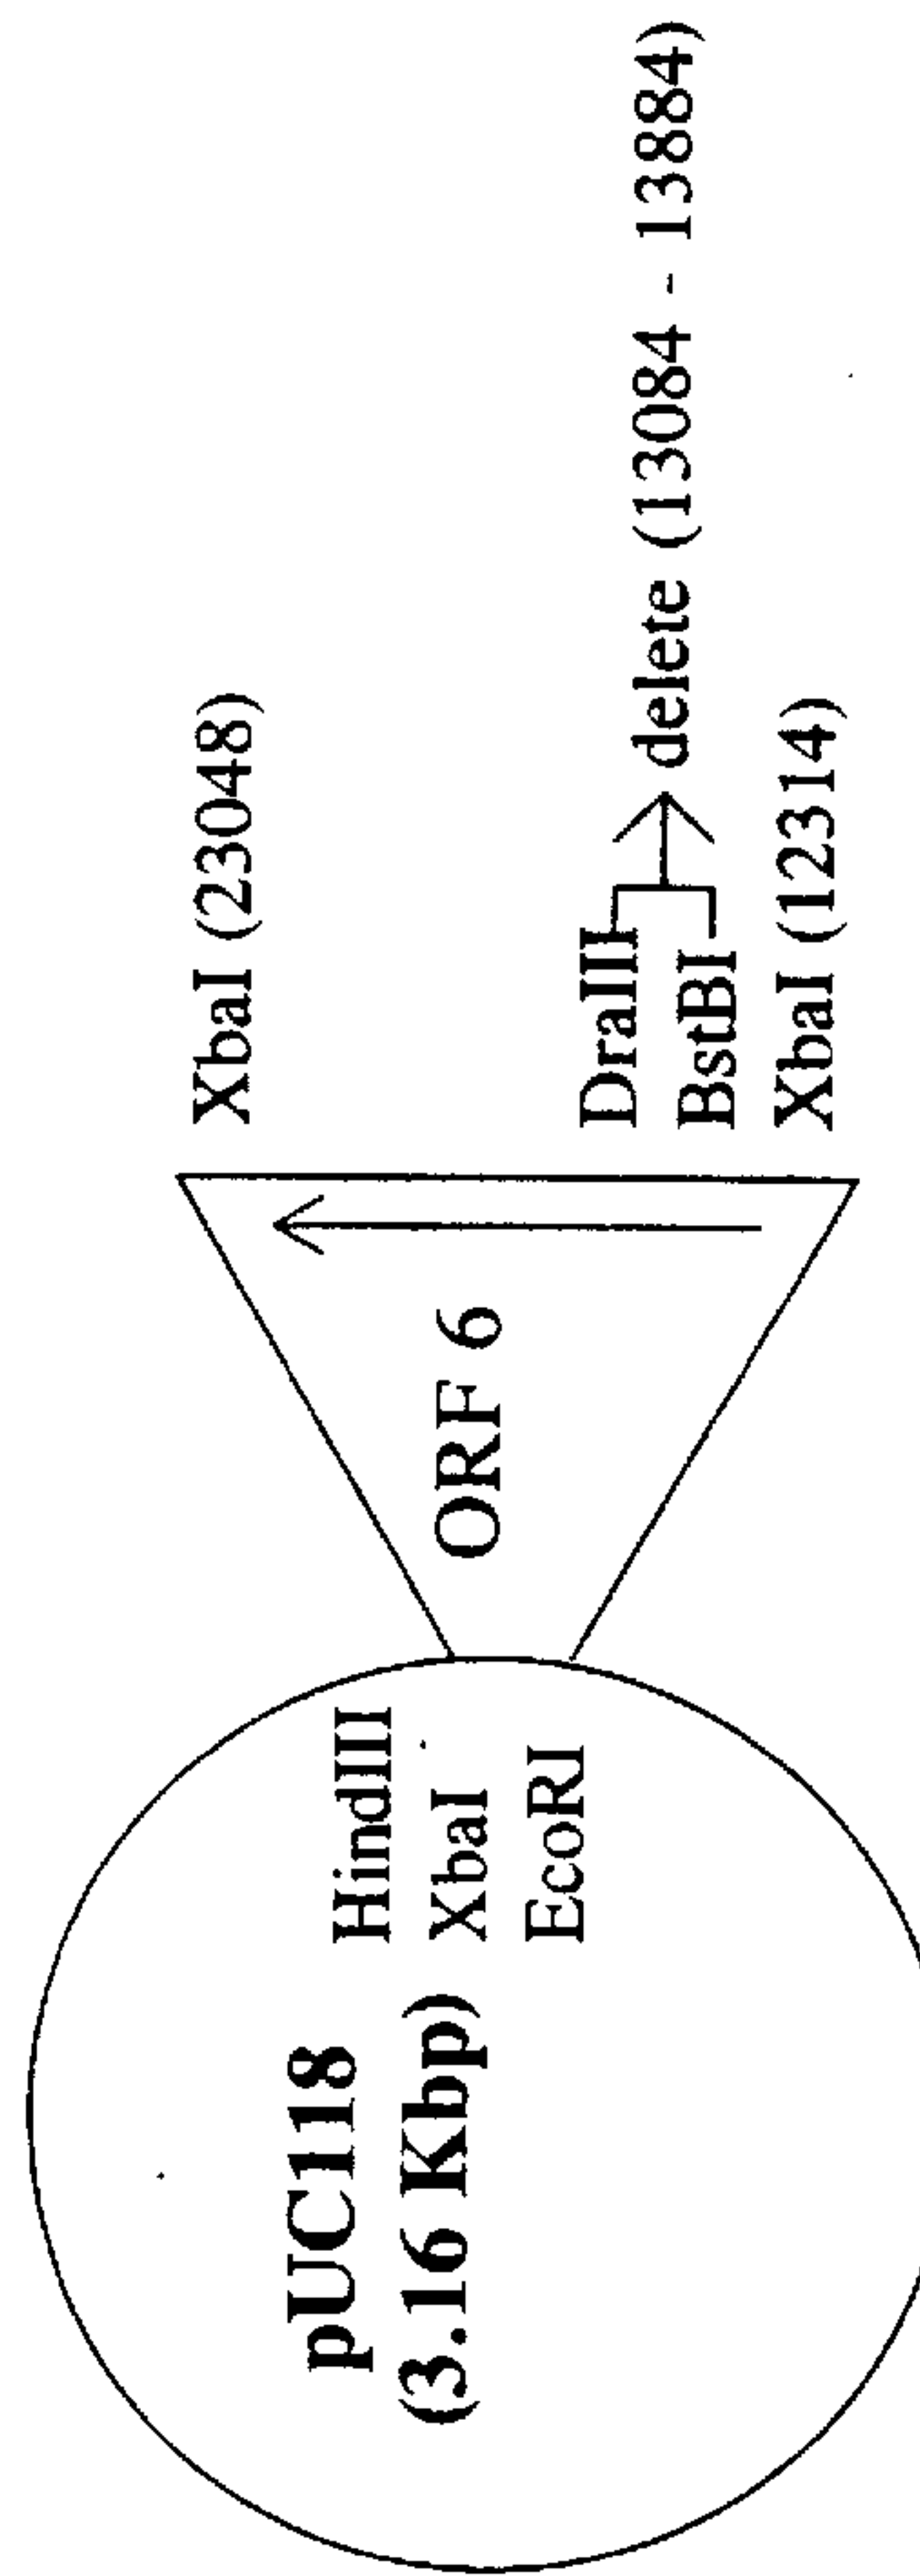 pUC118
(3.16 Kbp)
HindIII
XbaI
EcoRI
ORF 6
XbaI (23048)
DraIII
BstBI
delete (13084 - 13884)
XbaI (12314)